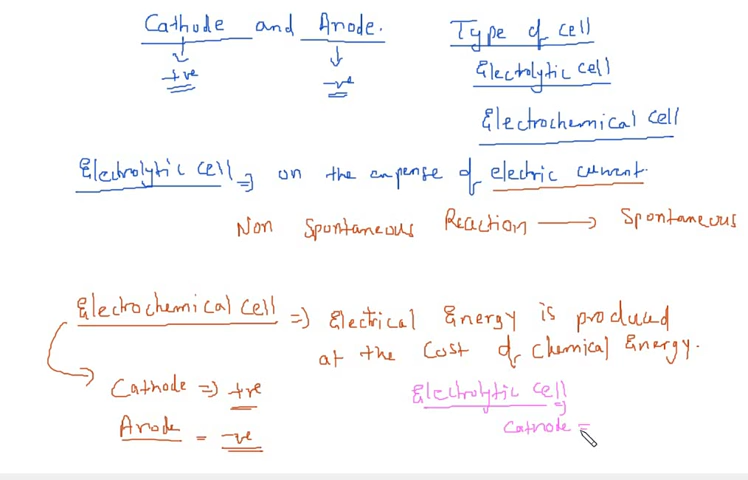 Cathode and Anode.
+ve -ve
Type of cell
Electrolytic cell
Electrochemical cell
Electrolytic cell => on the expense of electric current.
Non Spontaneous Reaction → Spontaneous
Electrochemical cell => Electrical Energy is produced
at the cost of chemical Energy.
Cathode => +ve
Anode = -ve
Electrolytic cell =>
Cathode =